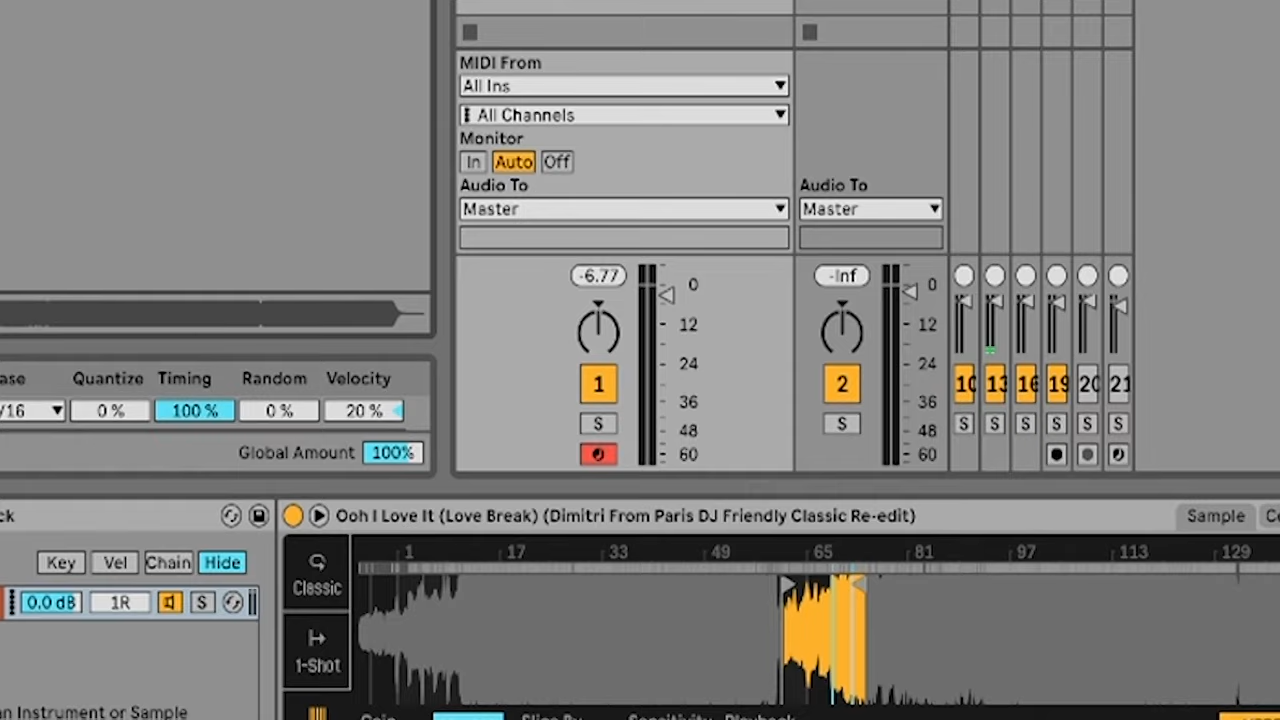 MIDI From
All Ins
All Channels
Monitor
In Auto Off
Audio To
Master
Audio To
Master
-6.77
0
12
24
36
48
60
1
S
-Inf
0
12
24
36
48
60
2
S
10 13 16 19 20 21
S S S S S S
ase Quantize Timing Random Velocity
/16 0 % 100 % 0 % 20 %
Global Amount 100%
ck
Key Vel Chain Hide
0.0 dB 1R S
an Instrument or Sample
Ooh I Love It (Love Break) (Dimitri From Paris DJ Friendly Classic Re-edit)
Sample
1 17 33 49 65 81 97 113 129
Classic
1-Shot
Gain Slice By Sensitivity Playback